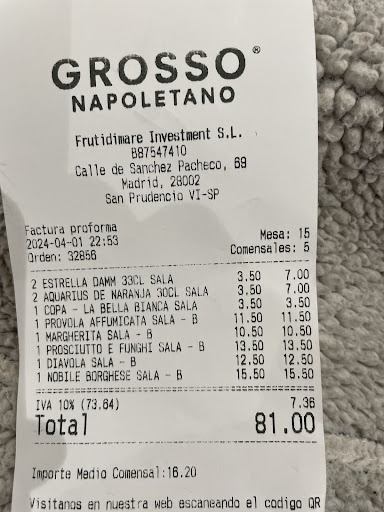 GROSSO®
NAPOLETANO
Frutidimare Investment S.L.
B87547410
Calle de Sanchez Pacheco, 69
Madrid, 28002
San Prudencio VI-SP
Factura proforma
2024-04-01 22:53 Mesa: 15
Orden: 32856 Comensales: 5
2 ESTRELLA DAMM 33CL SALA 3.50 7.00
2 AQUARIUS DE NARANJA 30CL SALA 3.50 7.00
1 COPA - LA BELLA BIANCA SALA 3.50 3.50
1 PROVOLA AFFUMICATA SALA - B 11.50 11.50
1 MARGHERITA SALA - B 10.50 10.50
1 PROSCIUTTO E FUNGHI SALA - B 13.50 13.50
1 DIAVOLA SALA - B 12.50 12.50
1 NOBILE BORGHESE SALA - B 15.50 15.50
IVA 10% (73.64) 7.36
Total 81.00
Importe Medio Comensal:16.20
Visitanos en nuestra web escaneando el codigo QR